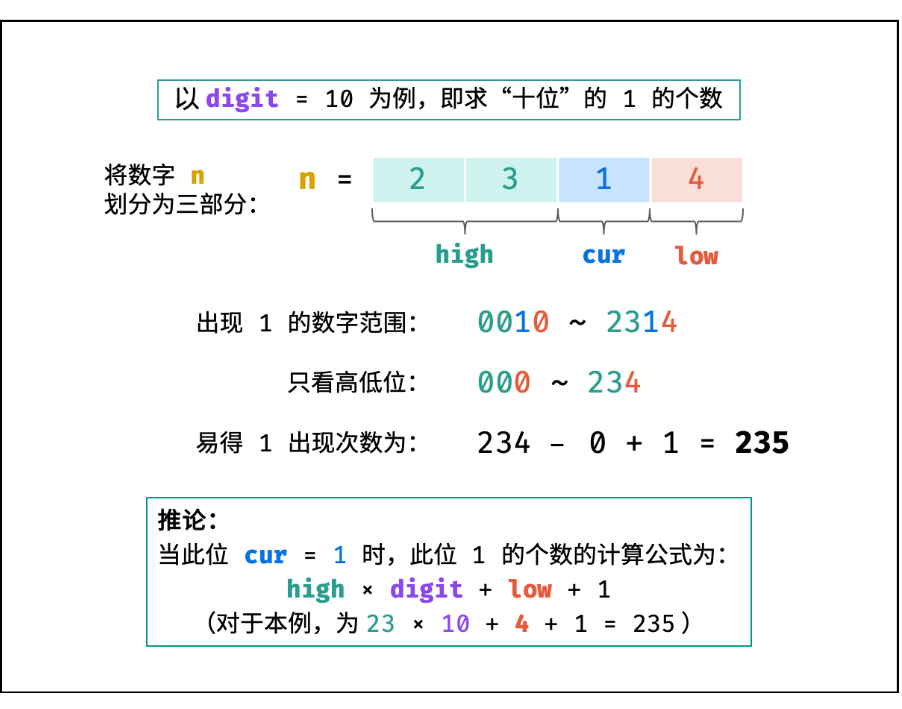 以 digit = 10 为例，即求“十位”的 1 的个数
将数字 n
划分为三部分：
n = 2 3 1 4
high cur low
出现 1 的数字范围： 0010 ~ 2314
只看高低位： 000 ~ 234
易得 1 出现次数为： 234 - 0 + 1 = 235
推论：
当此位 cur = 1 时，此位 1 的个数的计算公式为：
high × digit + low + 1
（对于本例，为 23 × 10 + 4 + 1 = 235）